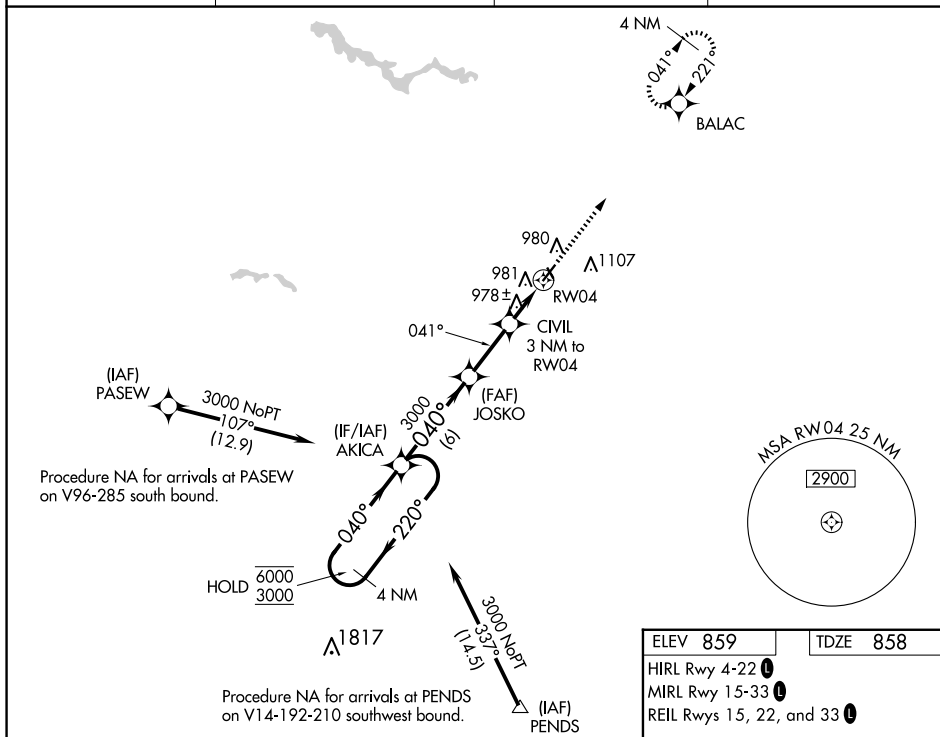 4 NM
041°
221°
BALAC
980
1107
981
978±
RW04
041°
CIVIL
3 NM to
RW04
(IAF)
PASEW
3000 NoPT
107°
(12.9)
(FAF)
JOSKO
3000
040°
(6)
(IF/IAF)
AKICA
MSA RW04 25 NM
2900
Procedure NA for arrivals at PASEW
on V96-285 south bound.
040°
220°
HOLD 6000
3000
4 NM
1817
3000 NoPT
337°
(14.5)
Procedure NA for arrivals at PENDS
on V14-192-210 southwest bound.
(IAF)
PENDS
ELEV 859
TDZE 858
HIRL Rwy 4-22 L
MIRL Rwy 15-33 L
REIL Rwys 15, 22, and 33 L